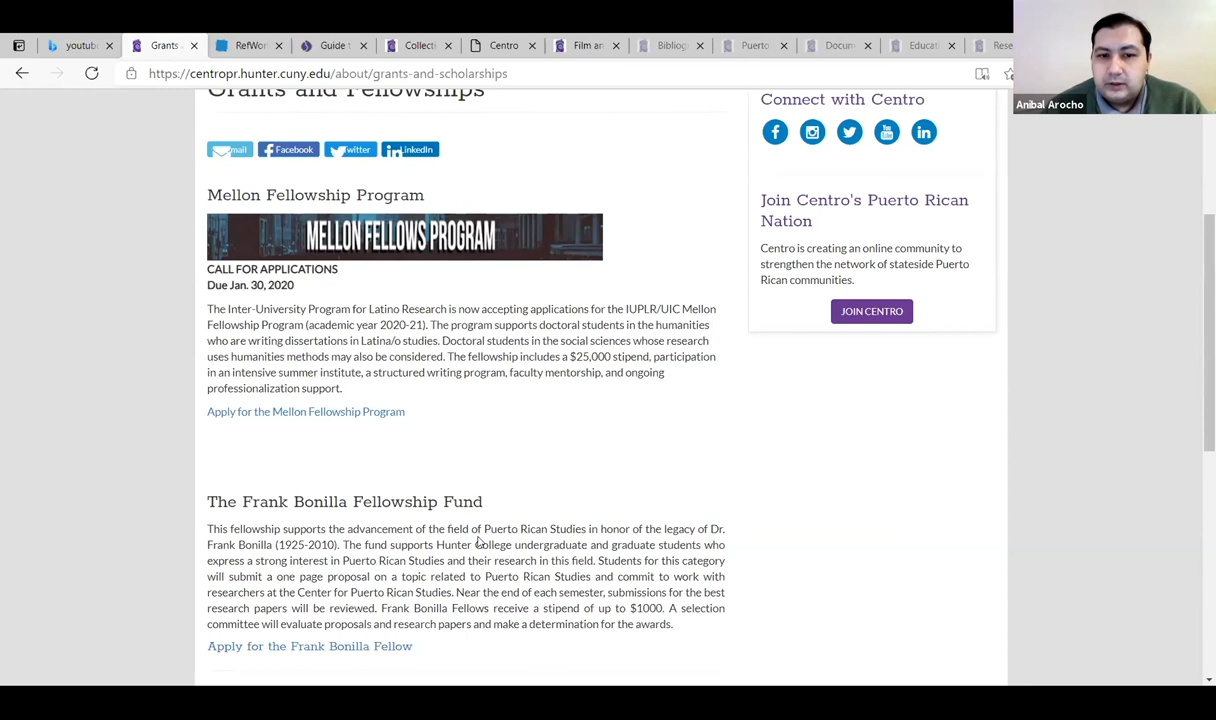 youtub
Grants
RefWor
Guide t
Collecti
Centro
Film an
Bibliog
Puerto
Docum
Educat
Rese
https://centropr.hunter.cuny.edu/about/grants-and-scholarships
Anibal Arocho
Grants and Fellowships
mail
Facebook
witter
LinkedIn
Mellon Fellowship Program
MELLON FELLOWS PROGRAM
CALL FOR APPLICATIONS
Due Jan. 30, 2020
The Inter-University Program for Latino Research is now accepting applications for the IUPLR/UIC Mellon
Fellowship Program (academic year 2020-21). The program supports doctoral students in the humanities
who are writing dissertations in Latina/o studies. Doctoral students in the social sciences whose research
uses humanities methods may also be considered. The fellowship includes a $25,000 stipend, participation
in an intensive summer institute, a structured writing program, faculty mentorship, and ongoing
professionalization support.
Apply for the Mellon Fellowship Program
The Frank Bonilla Fellowship Fund
This fellowship supports the advancement of the field of Puerto Rican Studies in honor of the legacy of Dr.
Frank Bonilla (1925-2010). The fund supports Hunter College undergraduate and graduate students who
express a strong interest in Puerto Rican Studies and their research in this field. Students for this category
will submit a one page proposal on a topic related to Puerto Rican Studies and commit to work with
researchers at the Center for Puerto Rican Studies. Near the end of each semester, submissions for the best
research papers will be reviewed. Frank Bonilla Fellows receive a stipend of up to $1000. A selection
committee will evaluate proposals and research papers and make a determination for the awards.
Apply for the Frank Bonilla Fellow
Connect with Centro
Join Centro's Puerto Rican
Nation
Centro is creating an online community to
strengthen the network of stateside Puerto
Rican communities.
JOIN CENTRO